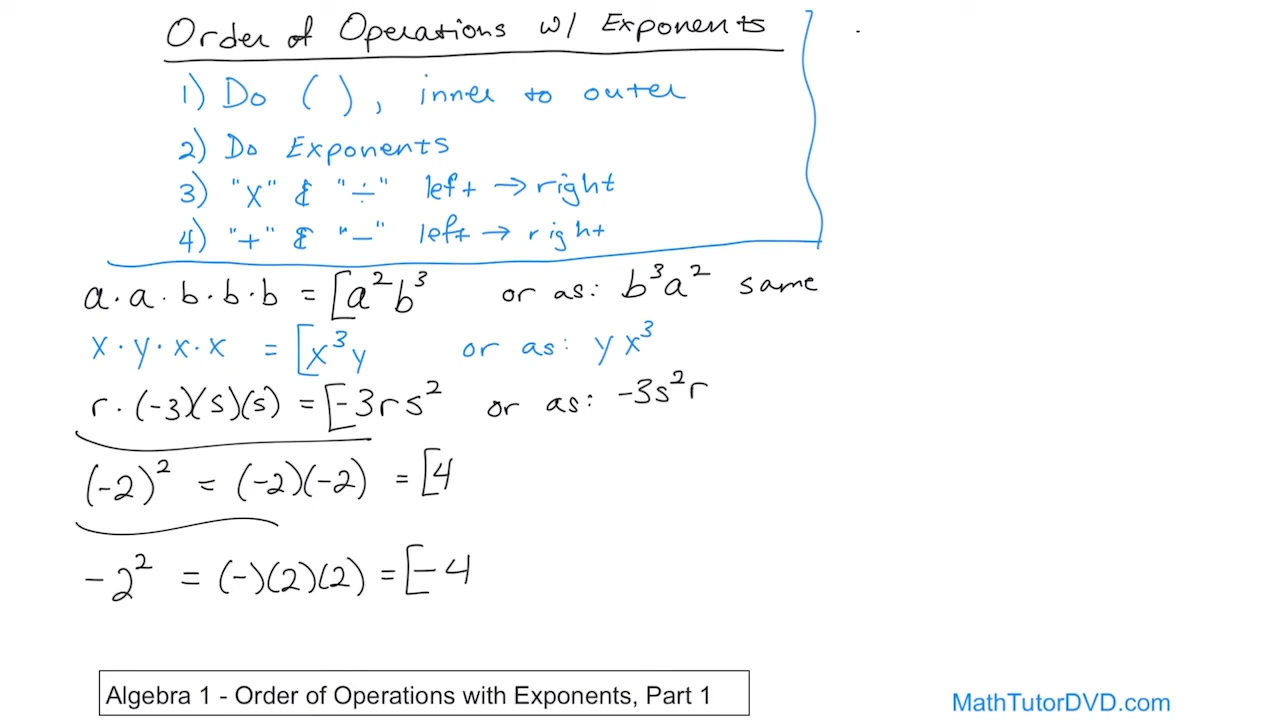 Order of Operations w/ Exponents
1) Do ( ), inner to outer
2) Do Exponents
3) "X" & "÷" left → right
4) "+" & "–" left → right
a · a · b · b · b = [a²b³ or as: b³a² same
x · y · x · x = [x³y or as: yx³
r · (-3)(s)(s) = [-3rs² or as: -3s²r
(-2)² = (-2)(-2) = [4
-2² = (-)(2)(2) = [-4
Algebra 1 - Order of Operations with Exponents, Part 1
MathTutorDVD.com